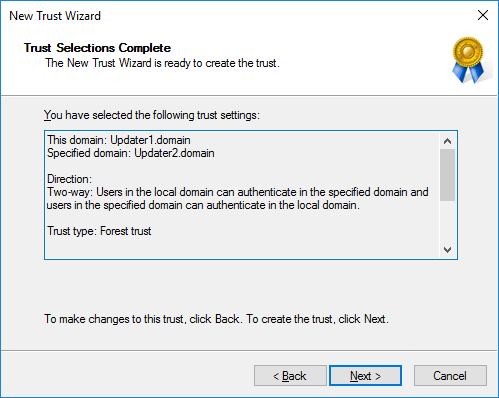 New Trust Wizard
Trust Selections Complete
The New Trust Wizard is ready to create the trust.
You have selected the following trust settings:
This domain: Updater1.domain
Specified domain: Updater2.domain
Direction:
Two-way: Users in the local domain can authenticate in the specified domain and
users in the specified domain can authenticate in the local domain.
Trust type: Forest trust
To make changes to this trust, click Back. To create the trust, click Next.
< Back
Next >
Cancel